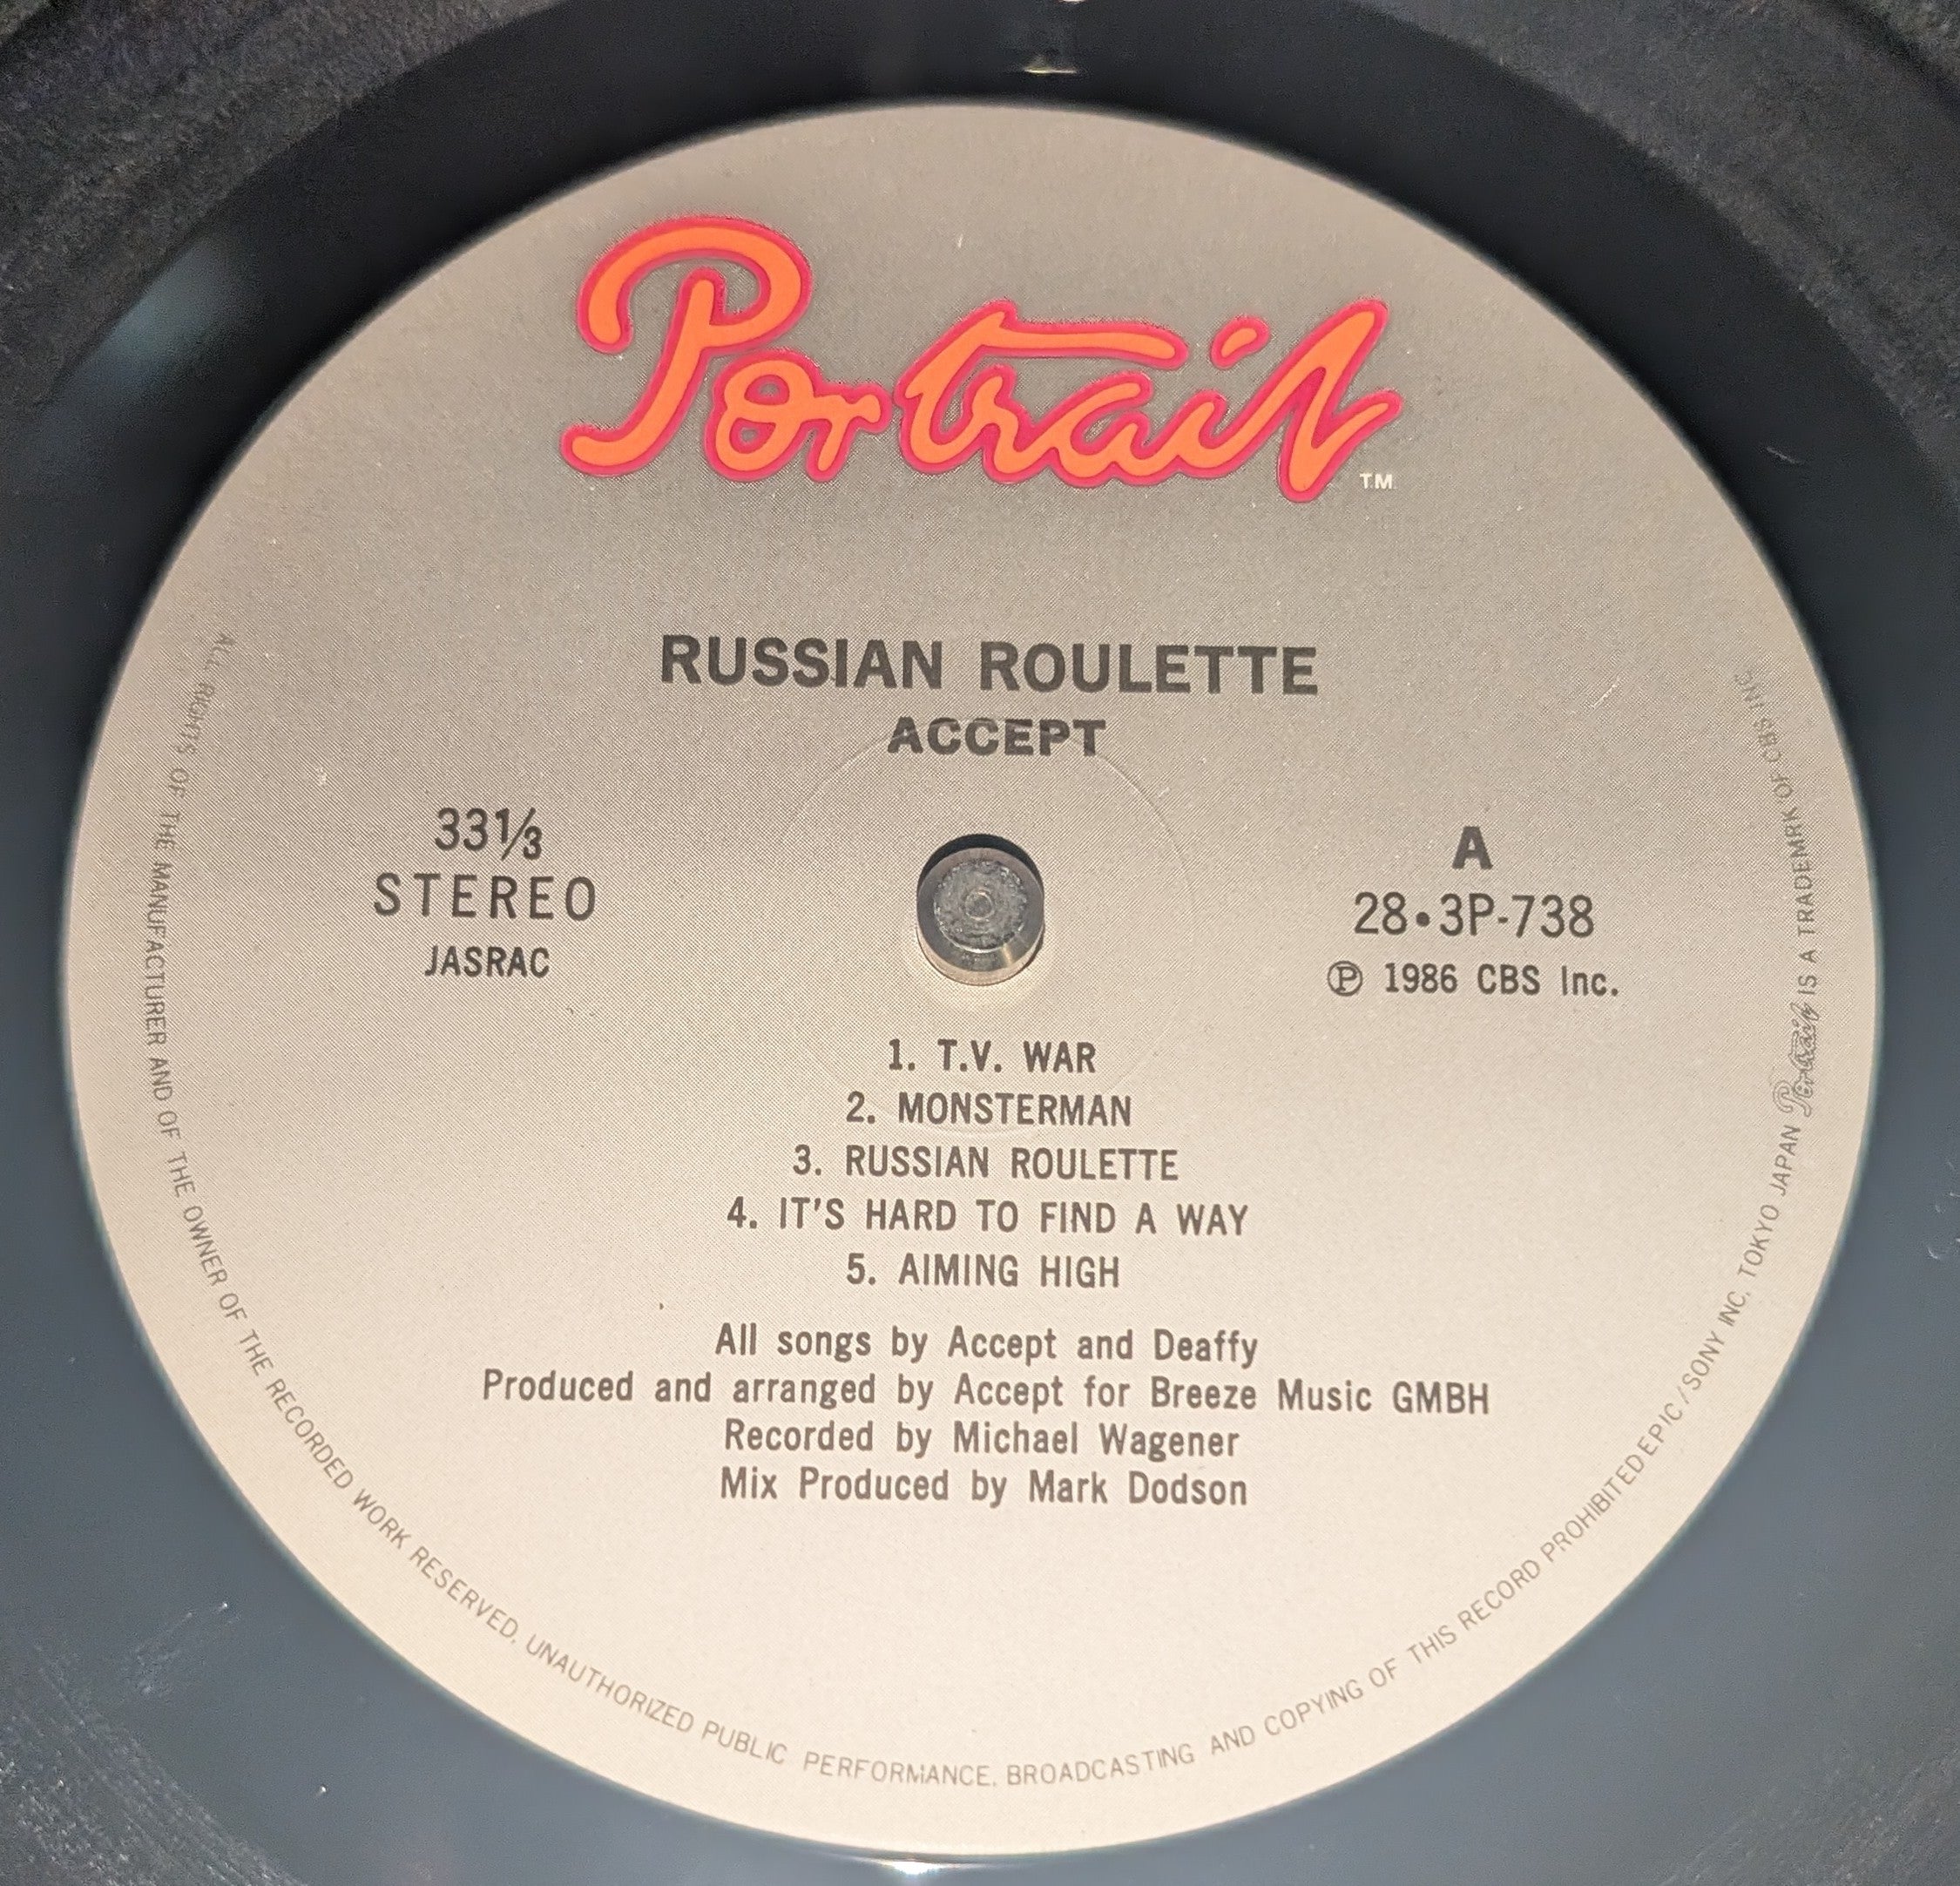 Portrait
T.M.
RUSSIAN ROULETTE
ACCEPT
33⅓
STEREO
JASRAC
A
28•3P-738
Ⓟ 1986 CBS Inc.
1. T.V. WAR
2. MONSTERMAN
3. RUSSIAN ROULETTE
4. IT'S HARD TO FIND A WAY
5. AIMING HIGH
All songs by Accept and Deaffy
Produced and arranged by Accept for Breeze Music GMBH
Recorded by Michael Wagener
Mix Produced by Mark Dodson
ALL RIGHTS OF THE MANUFACTURER AND OF THE OWNER OF THE RECORDED WORK RESERVED, UNAUTHORIZED PUBLIC PERFORMANCE, BROADCASTING AND COPYING OF THIS RECORD PROHIBITED EPIC/SONY INC. TOKYO JAPAN Portrait IS A TRADEMRK OF CBS INC.